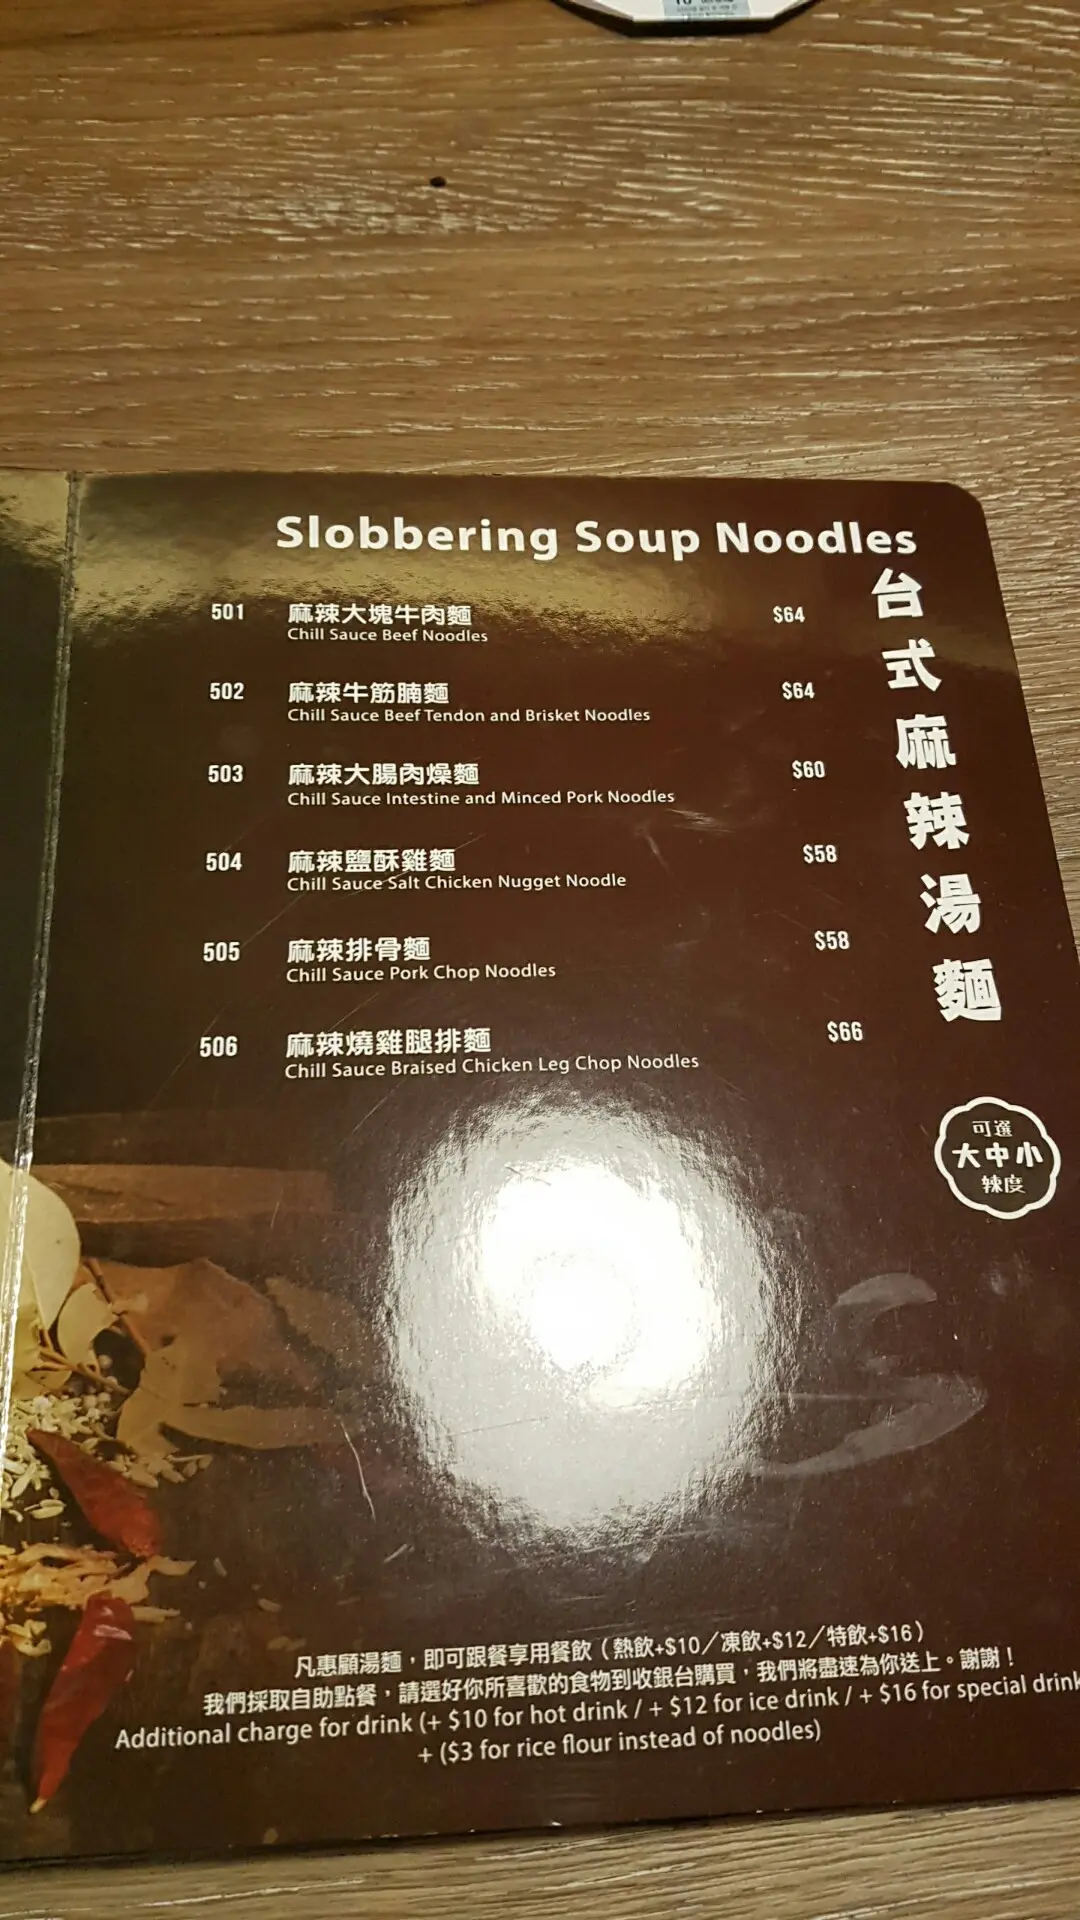 Slobbering Soup Noodles
台式麻辣湯麵
501 麻辣大塊牛肉麵 $64
Chill Sauce Beef Noodles
502 麻辣牛筋腩麵 $64
Chill Sauce Beef Tendon and Brisket Noodles
503 麻辣大腸肉燥麵 $60
Chill Sauce Intestine and Minced Pork Noodles
504 麻辣鹽酥雞麵 $58
Chill Sauce Salt Chicken Nugget Noodle
505 麻辣排骨麵 $58
Chill Sauce Pork Chop Noodles
506 麻辣燒雞腿排麵 $66
Chill Sauce Braised Chicken Leg Chop Noodles
可選
大中小
辣度
凡惠顧湯麵，即可跟餐享用餐飲（熱飲+$10／凍飲+$12／特飲+$16）
我們採取自助點餐，請選好你所喜歡的食物到收銀台購買，我們將盡速為你送上。謝謝！
Additional charge for drink (+ $10 for hot drink / + $12 for ice drink / + $16 for special drink
+ ($3 for rice flour instead of noodles)